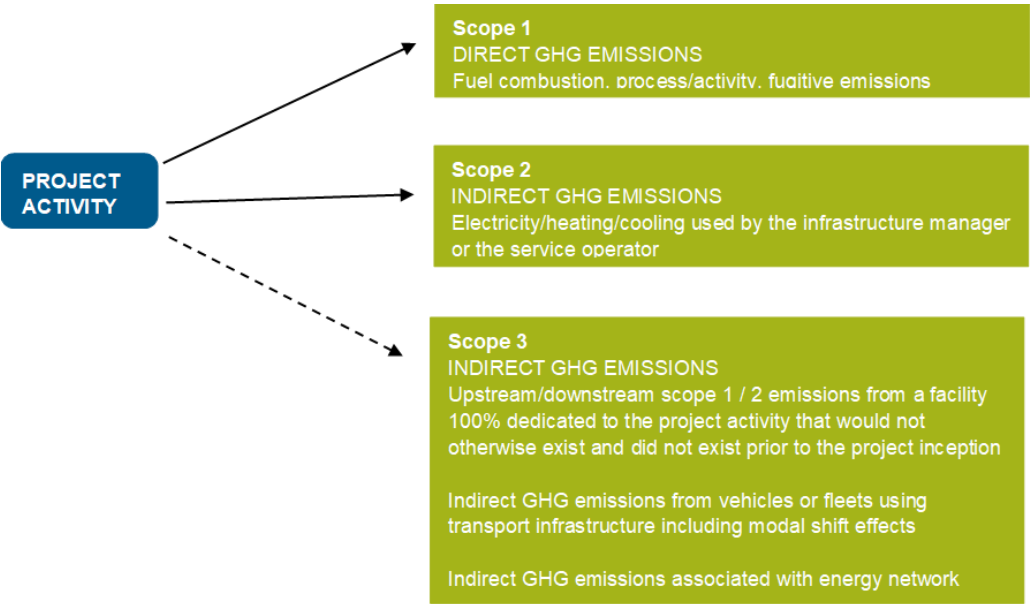 Scope 1
DIRECT GHG EMISSIONS
Fuel combustion, process/activity, fugitive emissions
PROJECT
ACTIVITY
Scope 2
INDIRECT GHG EMISSIONS
Electricity/heating/cooling used by the infrastructure manager
or the service operator
Scope 3
INDIRECT GHG EMISSIONS
Upstream/downstream scope 1 / 2 emissions from a facility
100% dedicated to the project activity that would not
otherwise exist and did not exist prior to the project inception
Indirect GHG emissions from vehicles or fleets using
transport infrastructure including modal shift effects
Indirect GHG emissions associated with energy network